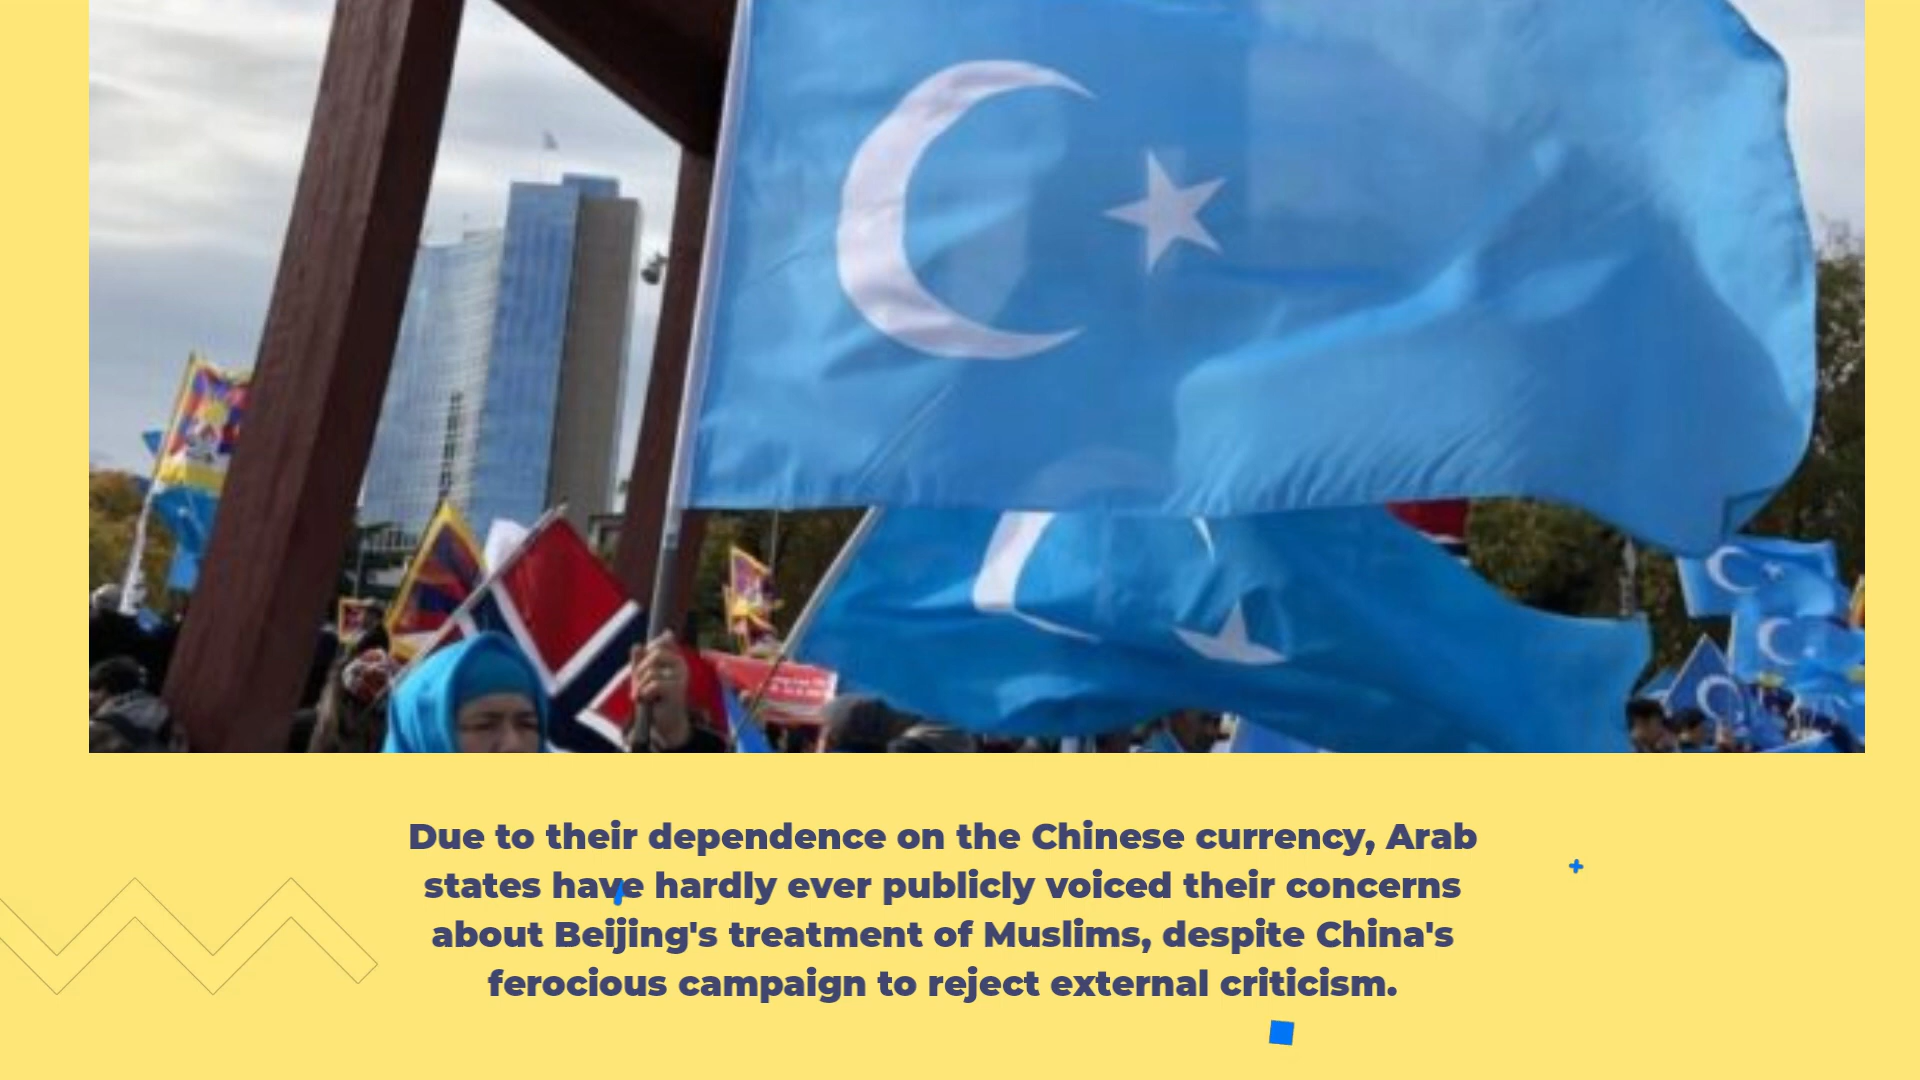 Due to their dependence on the Chinese currency, Arab
states have hardly ever publicly voiced their concerns
about Beijing's treatment of Muslims, despite China's
ferocious campaign to reject external criticism.